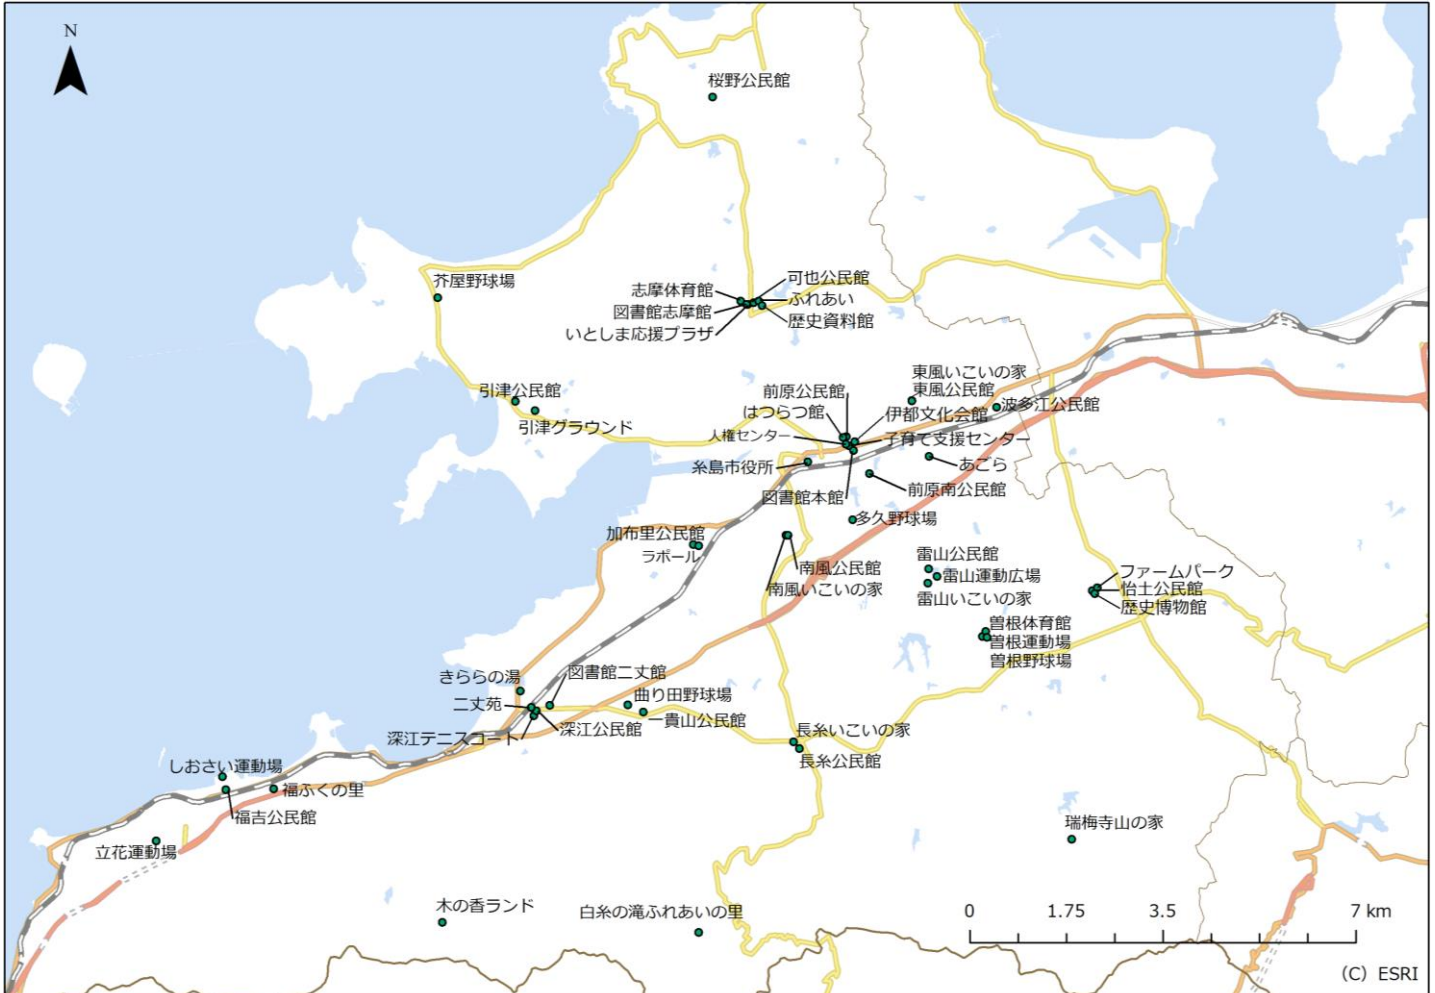 N
桜野公民館
芥屋野球場
可也公民館
志摩体育館
ふれあい
図書館志摩館
歴史資料館
いとしま応援プラザ
東風いこいの家
東風公民館
引津公民館
前原公民館
はつらつ館
波多江公民館
伊都文化会館
引津グラウンド
人権センター
子育て支援センター
糸島市役所
あごら
図書館本館
前原南公民館
多久野球場
加布里公民館
ラポール
雷山公民館
南風公民館
雷山運動広場
ファームパーク
南風いこいの家
雷山いこいの家
怡土公民館
歴史博物館
曽根体育館
曽根運動場
曽根野球場
きららの湯
図書館二丈館
二丈苑
曲り田野球場
一貴山公民館
深江テニスコート
深江公民館
長糸いこいの家
長糸公民館
しおさい運動場
福ふくの里
福吉公民館
立花運動場
瑞梅寺山の家
木の香ランド
白糸の滝ふれあいの里
0 1.75 3.5 7 km
(C) ESRI